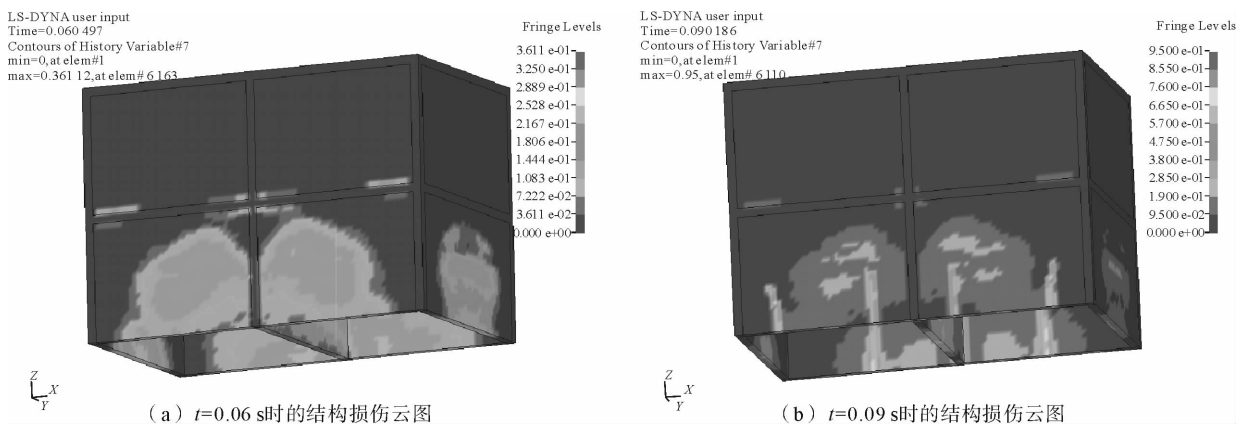 LS-DYNA user input
Time=0.060 497
Contours of History Variable#7
min=0,at elem#1
max=0.361 12,at elem# 6 163
Fringe Levels
3.611 e-01
3.250 e-01
2.889 e-01
2.528 e-01
2.167 e-01
1.806 e-01
1.444 e-01
1.083 e-01
7.222 e-02
3.611 e-02
0.000 e+00
Z
X
Y
(a) t=0.06 s时的结构损伤云图
LS-DYNA user input
Time=0.090 186
Contours of History Variable#7
min=0,at elem#1
max=0.95,at elem# 6 110
Fringe Levels
9.500 e-01
8.550 e-01
7.600 e-01
6.650 e-01
5.700 e-01
4.750 e-01
3.800 e-01
2.850 e-01
1.900 e-01
9.500 e-02
0.000 e+00
Z
X
Y
(b) t=0.09 s时的结构损伤云图